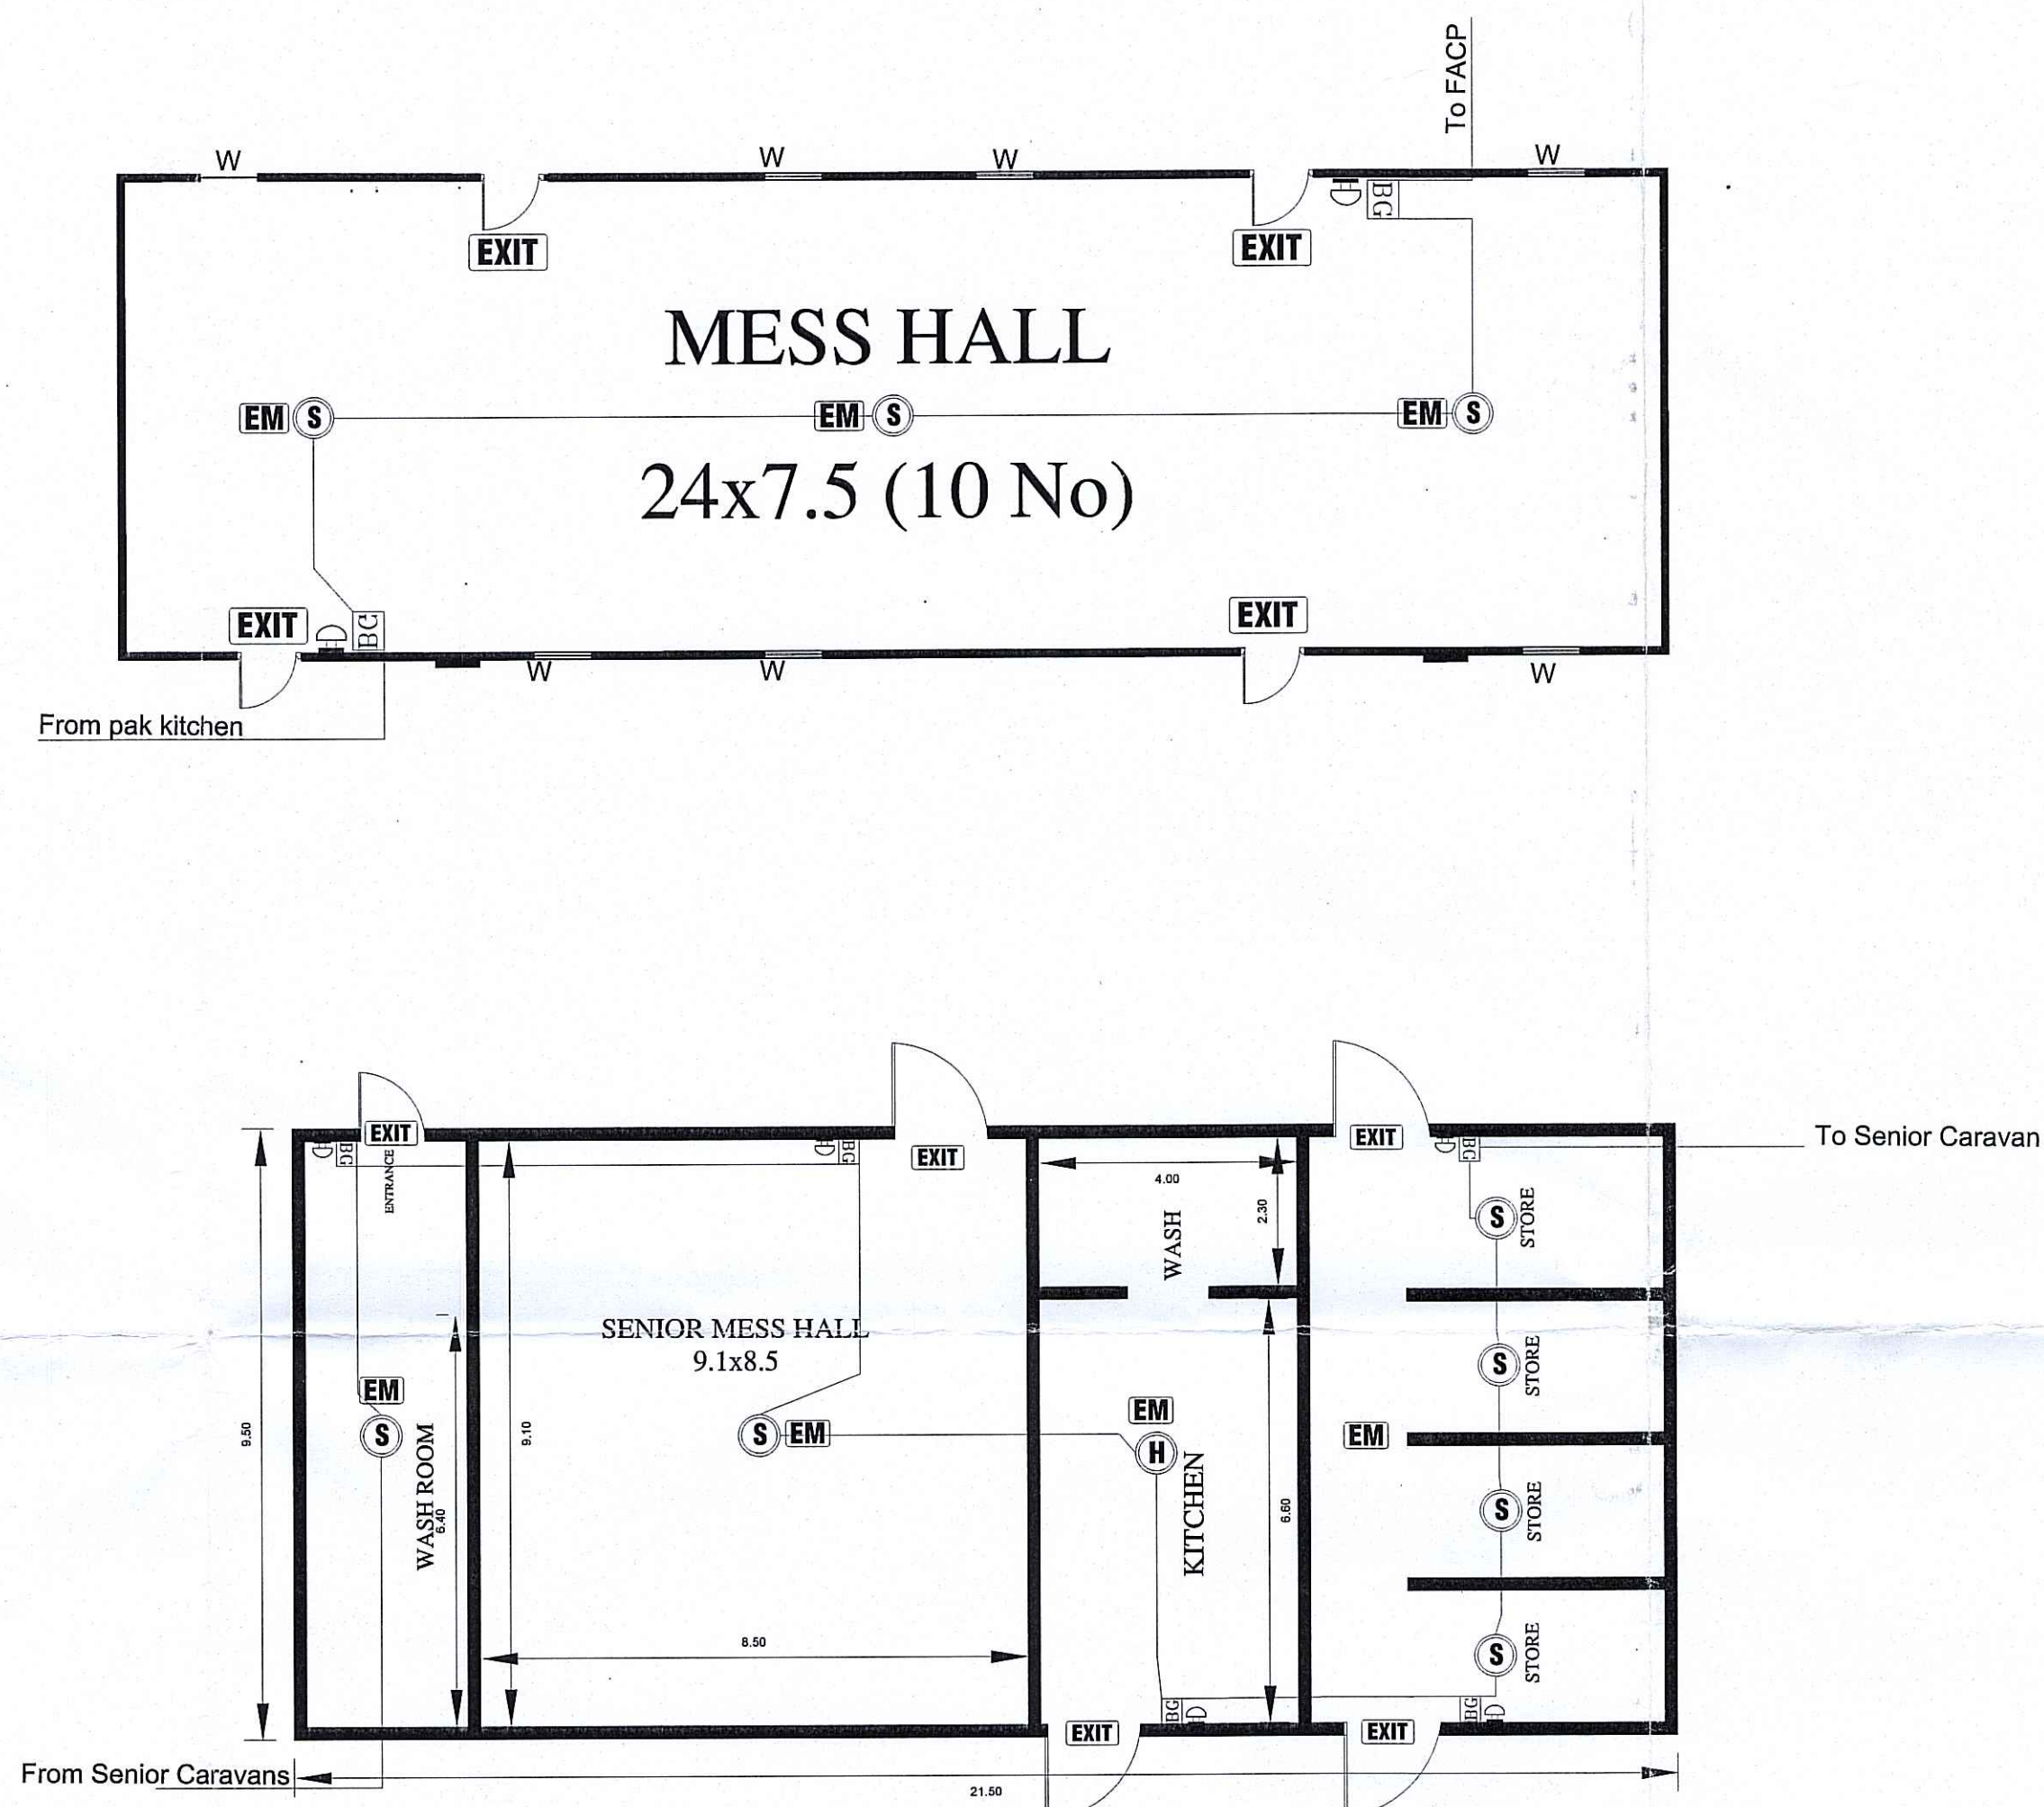 To FACP
W
W
W
W
BG
EXIT
EXIT
MESS HALL
EM S
EM S
EM S
24x7.5 (10 No)
EXIT
BG
EXIT
W
W
W
From pak kitchen
EXIT
EXIT
EXIT
To Senior Caravan
BG
ENTRANCE
BG
BG
4.00
2.30
WASH
S
STORE
SENIOR MESS HALL
9.1x8.5
S
STORE
EM
S
WASH ROOM
6.40
9.50
9.10
S EM
EM
H
KITCHEN
6.60
EM
S
STORE
8.50
S
STORE
BG
BG
EXIT
EXIT
From Senior Caravans
21.50